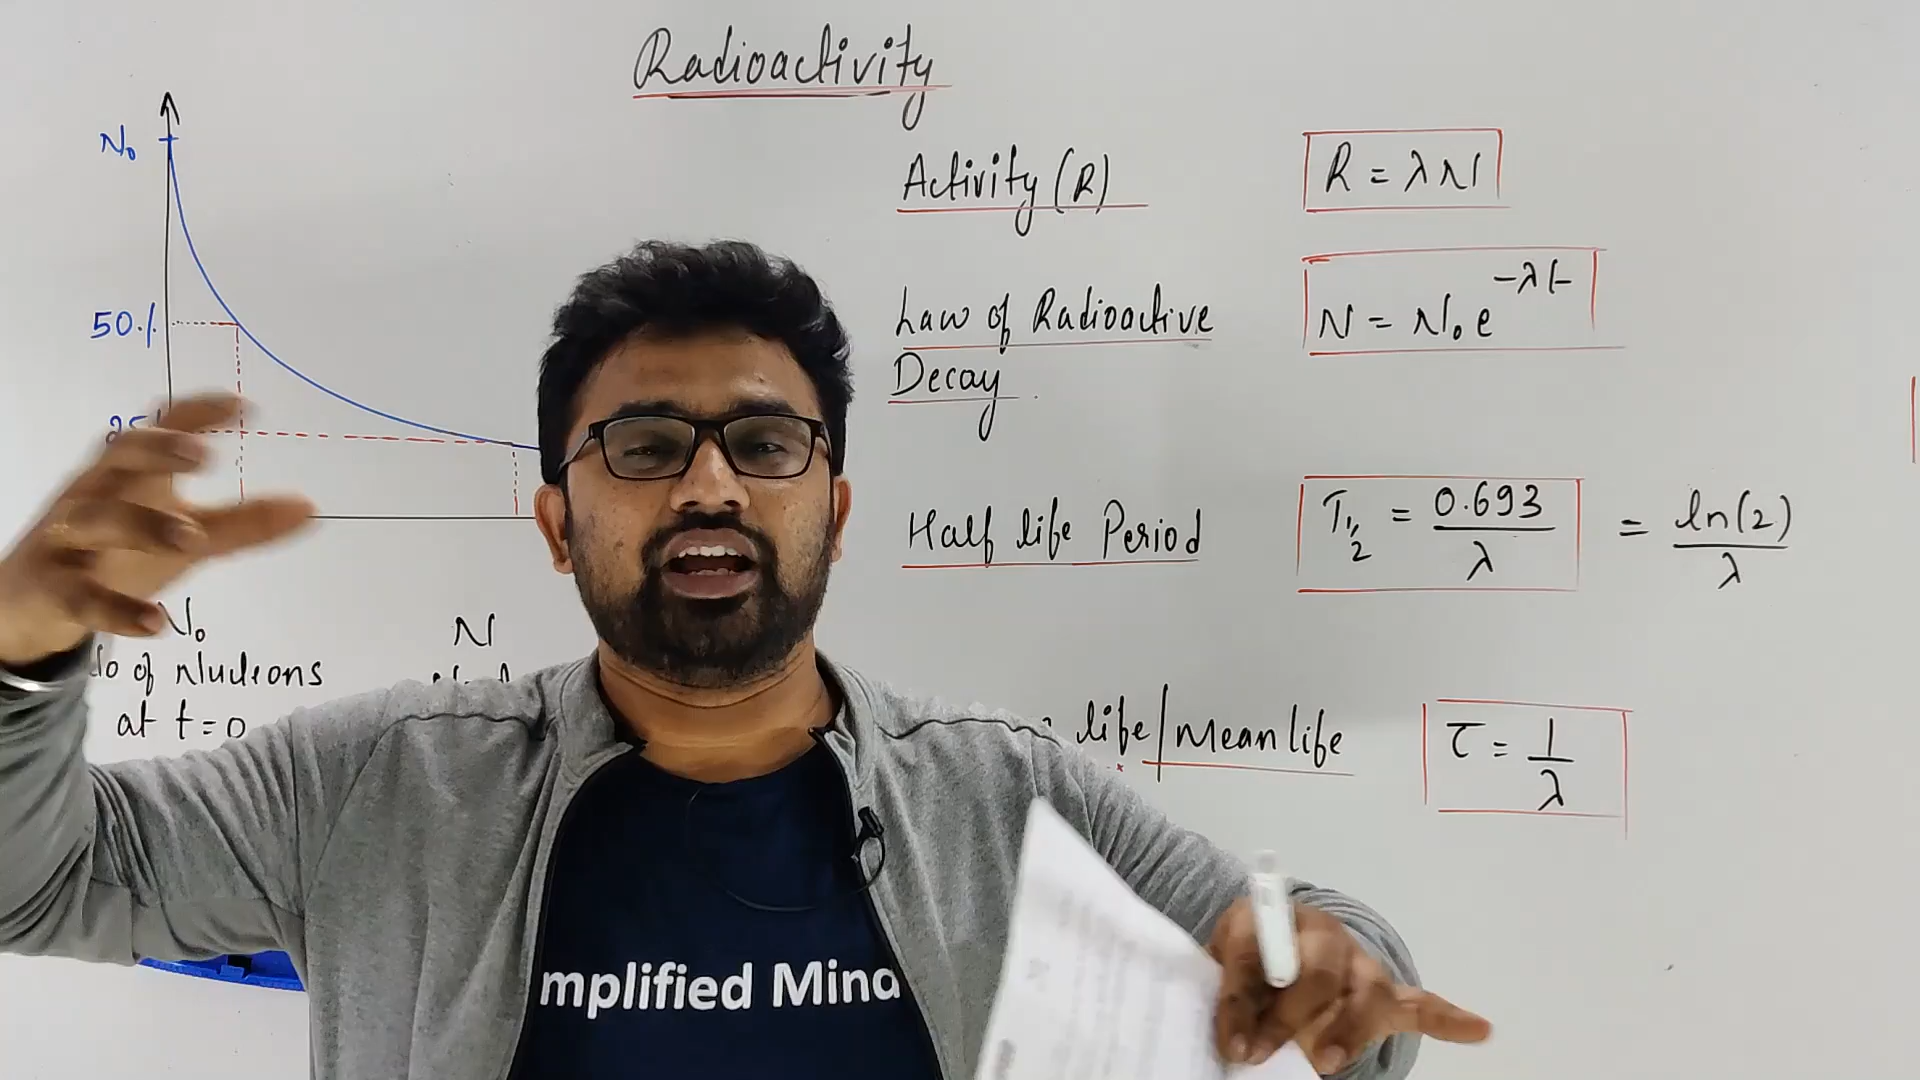 Radioactivity
N₀
50%
Activity (R)
R = λN
Law of Radioactive
Decay
N = N₀e^(-λt)
Half life Period
T1/2 = 0.693/λ = ln(2)/λ
N₀
of Nucleons
at t=0
N
life/Mean life
τ = 1/λ
mplified Mind